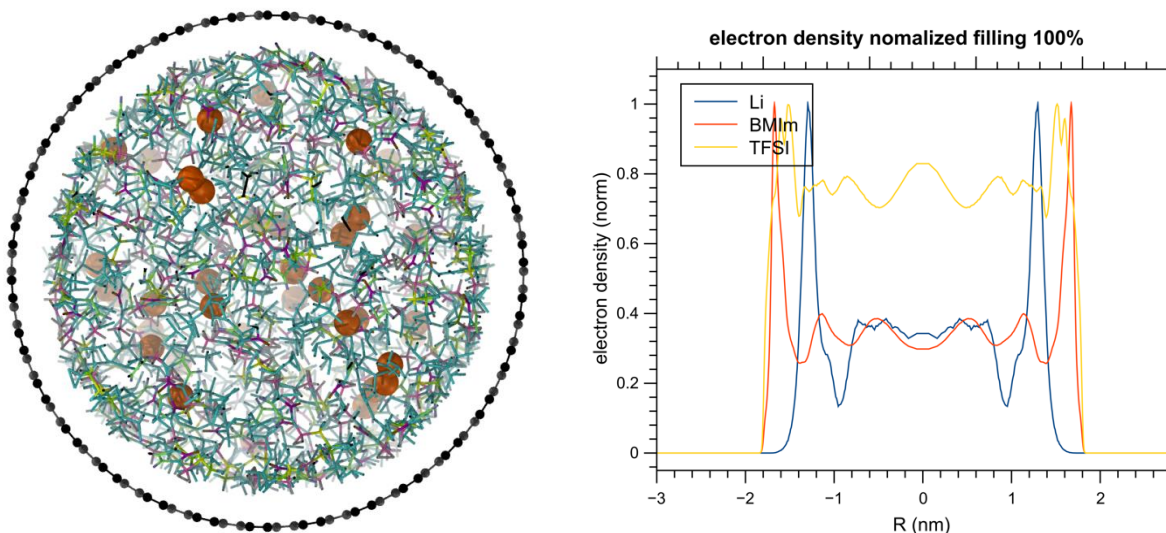 electron density nomalized filling 100%
Li
BMIm
TFSI
1
0.8
0.6
0.4
0.2
0
electron density (norm)
−3
−2
−1
0
1
2
R (nm)